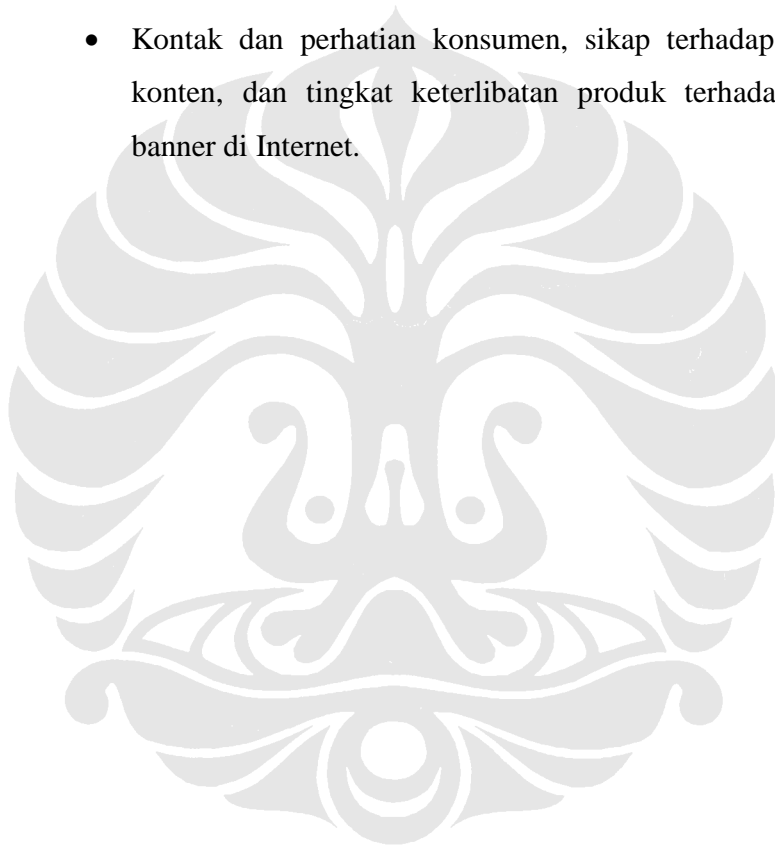 • Kontak dan perhatian konsumen, sikap terhadap
konten, dan tingkat keterlibatan produk terhada
banner di Internet.